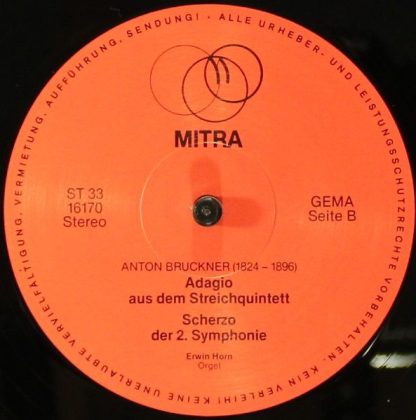 ALLE URHEBER- UND LEISTUNGSSCHUTZRECHTE VORBEHALTEN· KEIN VERLEIH! KEINE UNERLAUBTE VERVIELFÄLTIGUNG, VERMIETUNG, AUFFÜHRUNG, SENDUNG! -
MITRA
ST 33
16170
Stereo
GEMA
Seite B
ANTON BRUCKNER (1824 – 1896)
Adagio
aus dem Streichquintett
Scherzo
der 2. Symphonie
Erwin Horn
Orgel